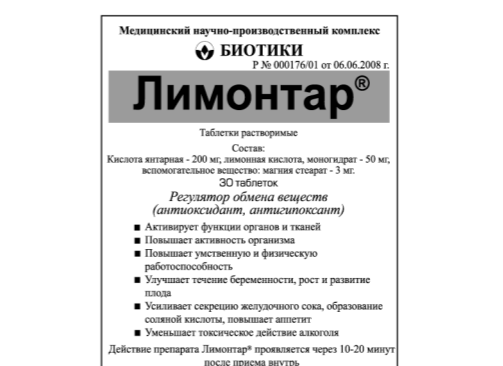 Медицинский научно-производственный комплекс
БИОТИКИ
Р № 000176/01 от 06.06.2008 г.
Лимонтар®
Таблетки растворимые
Состав:
Кислота янтарная - 200 мг, лимонная кислота, моногидрат - 50 мг,
вспомогательное вещество: магния стеарат - 3 мг.
30 таблеток
Регулятор обмена веществ
(антиоксидант, антигипоксант)
■ Активирует функции органов и тканей
■ Повышает активность организма
■ Повышает умственную и физическую
работоспособность
■ Улучшает течение беременности, рост и развитие
плода
■ Усиливает секрецию желудочного сока, образование
соляной кислоты, повышает аппетит
■ Уменьшает токсическое действие алкоголя
Действие препарата Лимонтар® проявляется через 10-20 минут
после приема внутрь